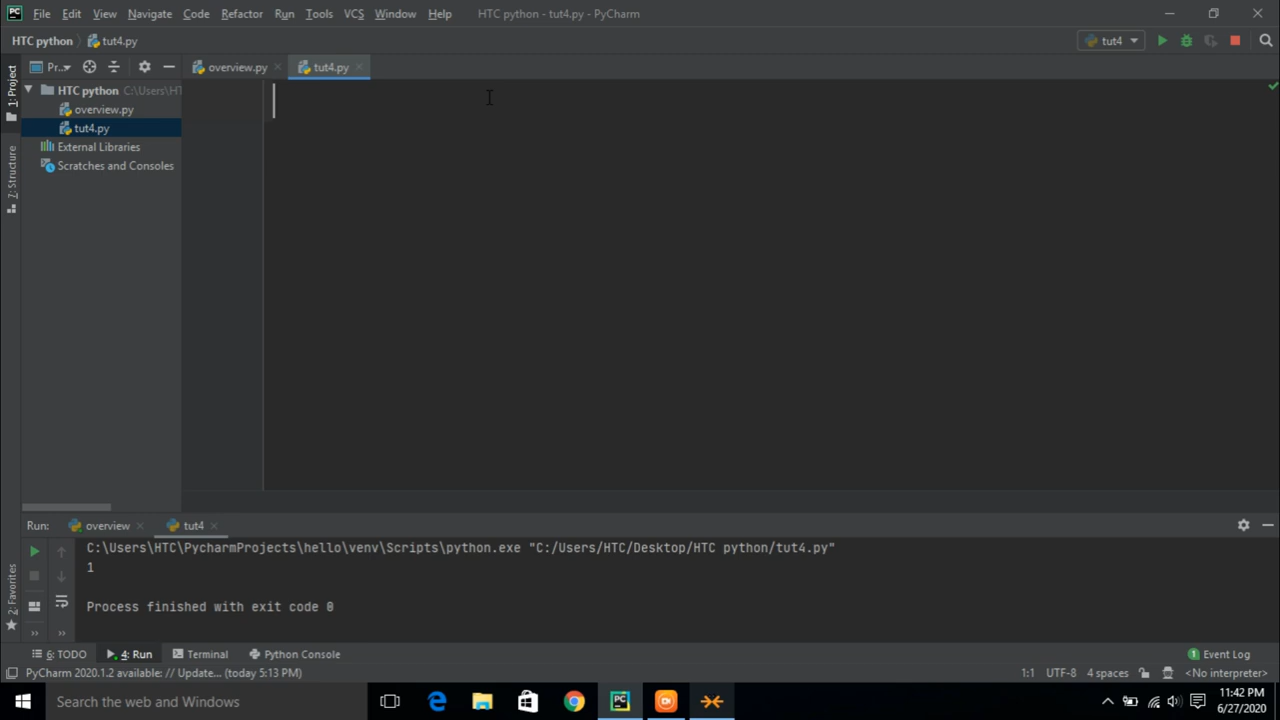 PC File Edit View Navigate Code Refactor Run Tools VCS Window Help HTC python - tut4.py - PyCharm
HTC python tut4.py tut4
1: Project Pr... overview.py tut4.py
HTC python C:\Users\HT
overview.py
tut4.py
External Libraries
Scratches and Consoles
7: Structure
2: Favorites
Run: overview tut4
C:\Users\HTC\PycharmProjects\hello\venv\Scripts\python.exe "C:/Users/HTC/Desktop/HTC python/tut4.py"
1
Process finished with exit code 0
6: TODO 4: Run Terminal Python Console 1 Event Log
PyCharm 2020.1.2 available: // Update... (today 5:13 PM) 1:1 UTF-8 4 spaces <No interpreter>
Search the web and Windows PC 11:42 PM
6/27/2020